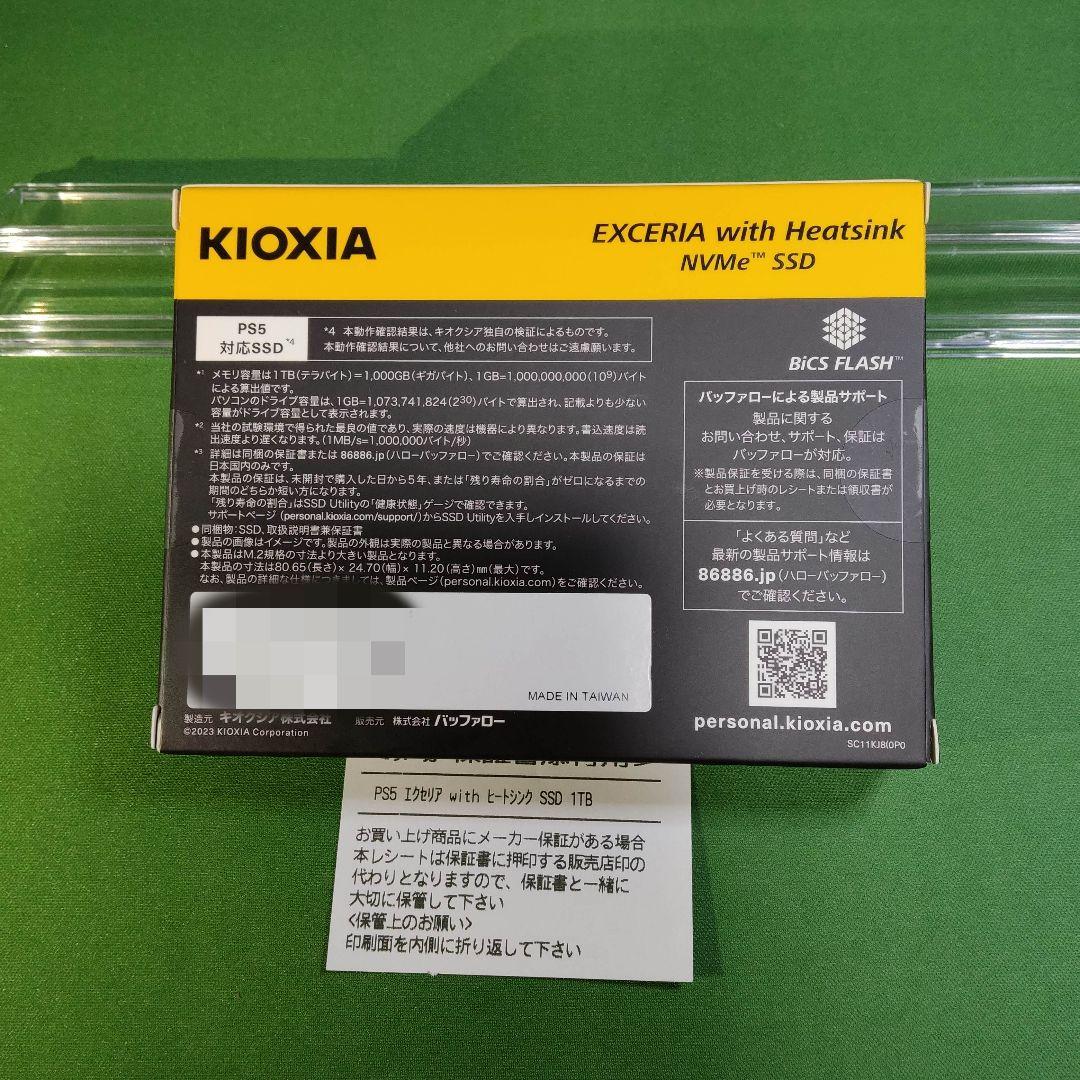 KIOXIA
EXCERIA with Heatsink
NVMe™ SSD
PS5
対応SSD*4
*4 本動作確認結果は、キオクシア独自の検証によるものです。
本動作確認結果について、他社へのお問い合わせはご遠慮願います。
BiCS FLASH™
*1 メモリ容量は1TB(テラバイト)=1,000GB(ギガバイト)、1GB=1,000,000,000(10⁹)バイト
による算出値です。
パソコンのドライブ容量は、1GB=1,073,741,824(2³⁰)バイトで算出され、記載よりも少ない
容量がドライブ容量として表示されます。
*2 当社の試験環境で得られた最良の値であり、実際の速度は機器により異なります。書込速度は読
出速度より遅くなります。(1MB/s=1,000,000バイト/秒)
*3 詳細は同梱の保証書または 86886.jp(ハローバッファロー)でご確認ください。本製品の保証は
日本国内のみです。
本製品の保証は、未開封で購入した日から5年、または「残り寿命の割合」がゼロになるまでの
期間のどちらか短い方になります。
「残り寿命の割合」はSSD Utilityの「健康状態」ゲージで確認できます。
サポートページ (personal.kioxia.com/support/)からSSD Utilityを入手しインストールしてください。
●同梱物:SSD、取扱説明書兼保証書
●製品の画像はイメージです。製品の外観は実際の製品と異なる場合があります。
●本製品はM.2規格の寸法より大きい製品となります。
本製品の寸法は80.65(長さ)× 24.70(幅)× 11.20(高さ)mm(最大)です。
なお、製品の詳細な仕様につきましては、製品ページ(personal.kioxia.com)をご確認ください。
バッファローによる製品サポート
製品に関する
お問い合わせ、サポート、保証は
バッファローが対応。
※製品保証を受ける際は、同梱の保証書
とお買上げ時のレシートまたは領収書が
必要となります。
「よくある質問」など
最新の製品サポート情報は
86886.jp(ハローバッファロー)
でご確認ください。
MADE IN TAIWAN
製造元 キオクシア株式会社 販売元 株式会社 バッファロー
©2023 KIOXIA Corporation
personal.kioxia.com
SC11KJ8(0P0
PS5 エクセリア with ヒートシンク SSD 1TB
お買い上げ商品にメーカー保証がある場合
本レシートは保証書に押印する販売店印の
代わりとなりますので、保証書と一緒に
大切に保管して下さい
<保管上のお願い>
印刷面を内側に折り返して下さい